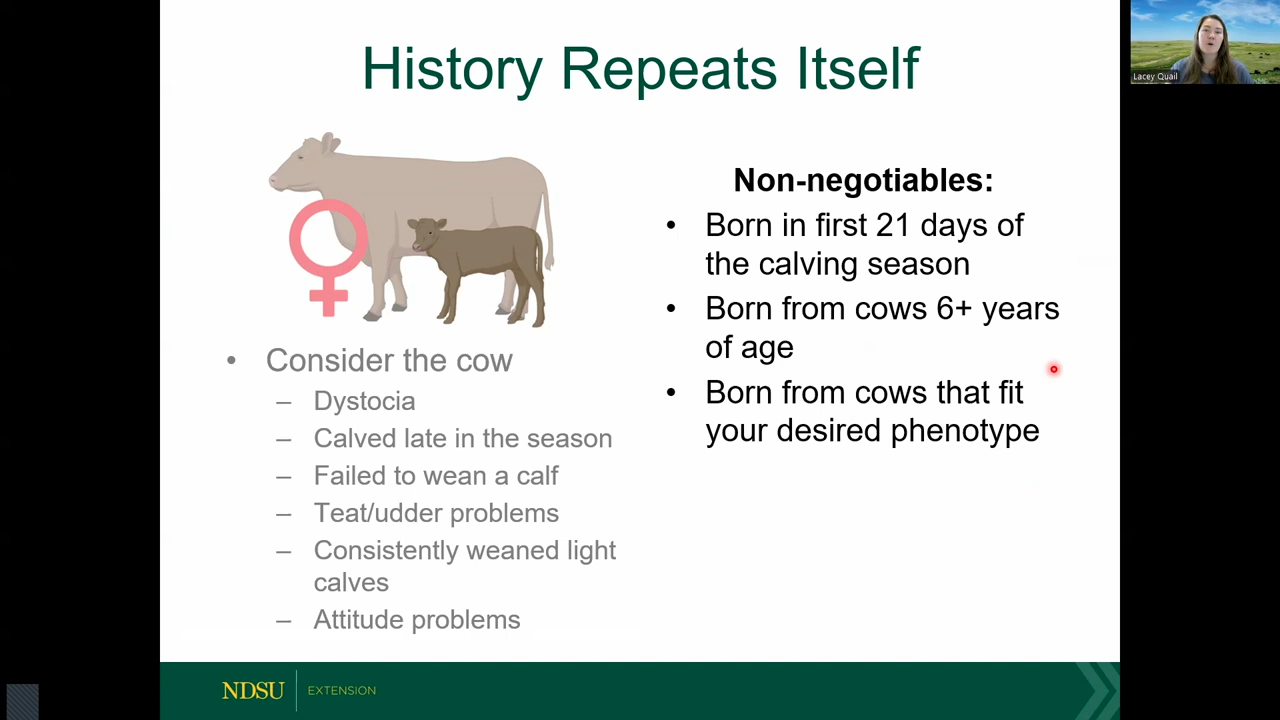 History Repeats Itself
Lacey Quail
• Consider the cow
– Dystocia
– Calved late in the season
– Failed to wean a calf
– Teat/udder problems
– Consistently weaned light
calves
– Attitude problems
Non-negotiables:
• Born in first 21 days of
the calving season
• Born from cows 6+ years
of age
• Born from cows that fit
your desired phenotype
NDSU EXTENSION